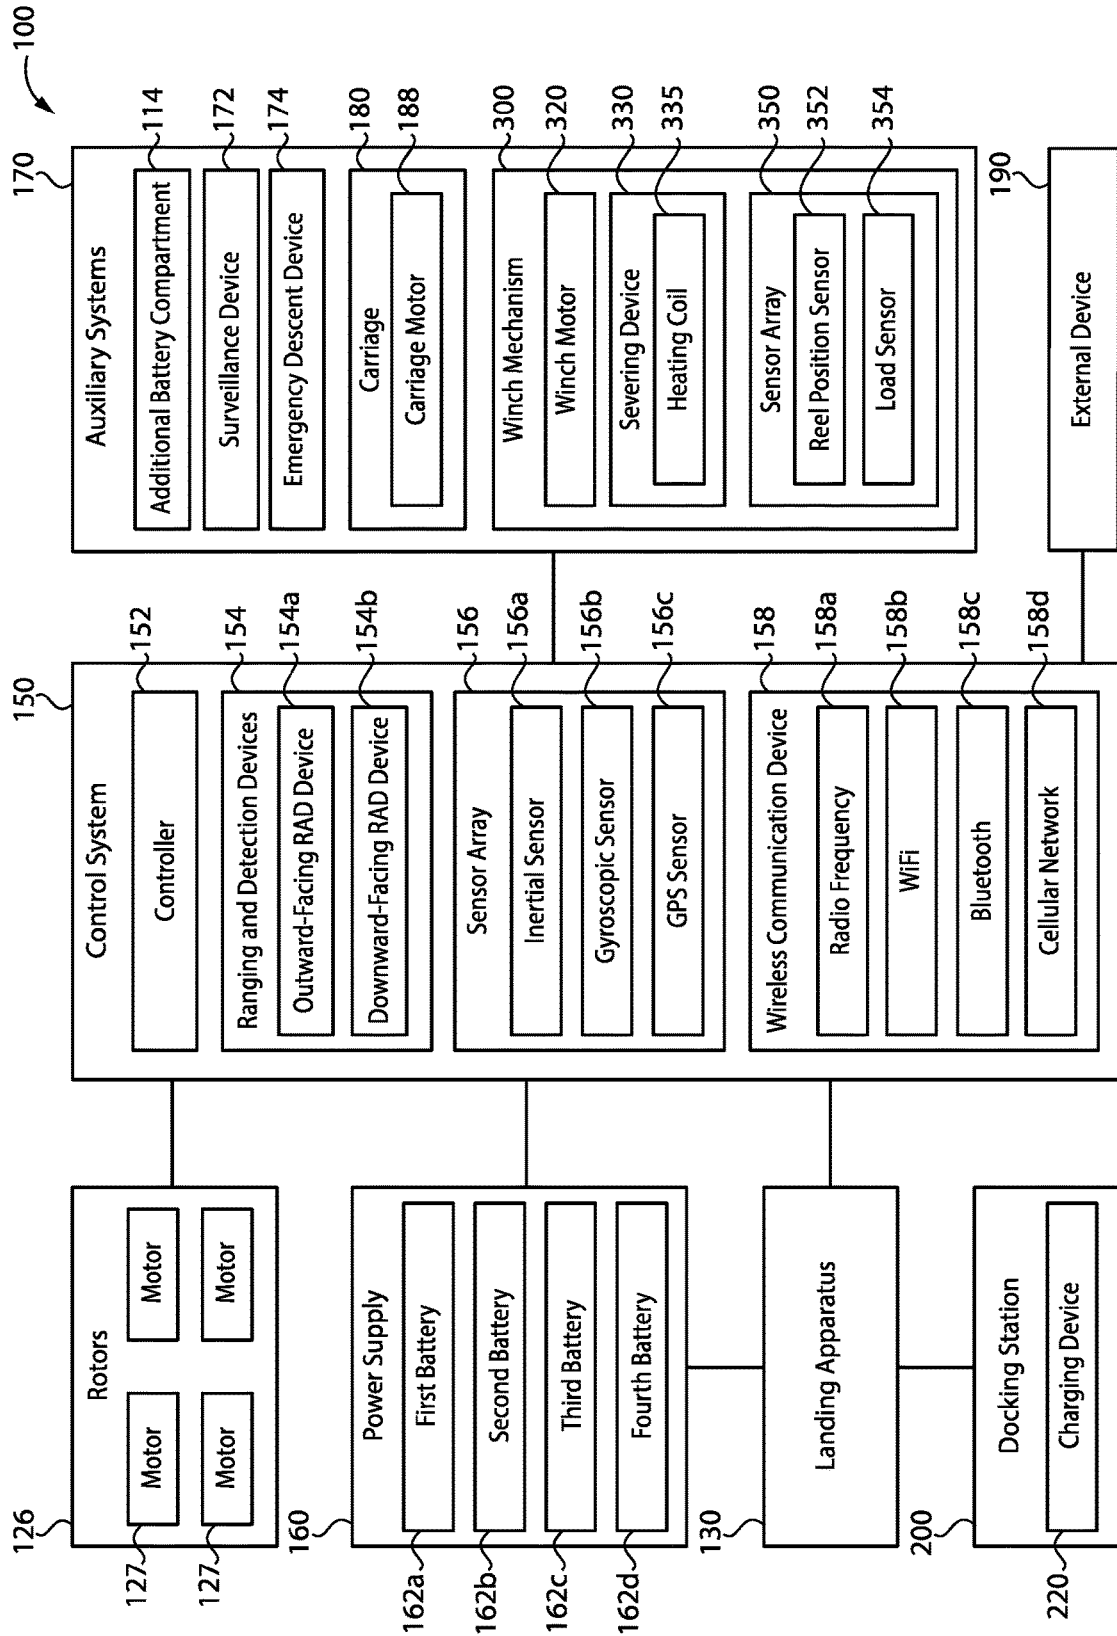 100
126
Rotors
Motor
Motor
Motor
Motor
127
127
160
Power Supply
First Battery
Second Battery
Third Battery
Fourth Battery
162a
162b
162c
162d
130
Landing Apparatus
200
Docking Station
Charging Device
220
150
Control System
Controller
152
Ranging and Detection Devices
154
Outward-Facing RAD Device
154a
Downward-Facing RAD Device
154b
Sensor Array
156
Inertial Sensor
156a
Gyroscopic Sensor
156b
GPS Sensor
156c
Wireless Communication Device
158
Radio Frequency
158a
WiFi
158b
Bluetooth
158c
Cellular Network
158d
170
Auxiliary Systems
Additional Battery Compartment
114
Surveillance Device
172
Emergency Descent Device
174
Carriage
180
Carriage Motor
188
Winch Mechanism
300
Winch Motor
320
Severing Device
330
Heating Coil
335
Sensor Array
350
Reel Position Sensor
352
Load Sensor
354
190
External Device